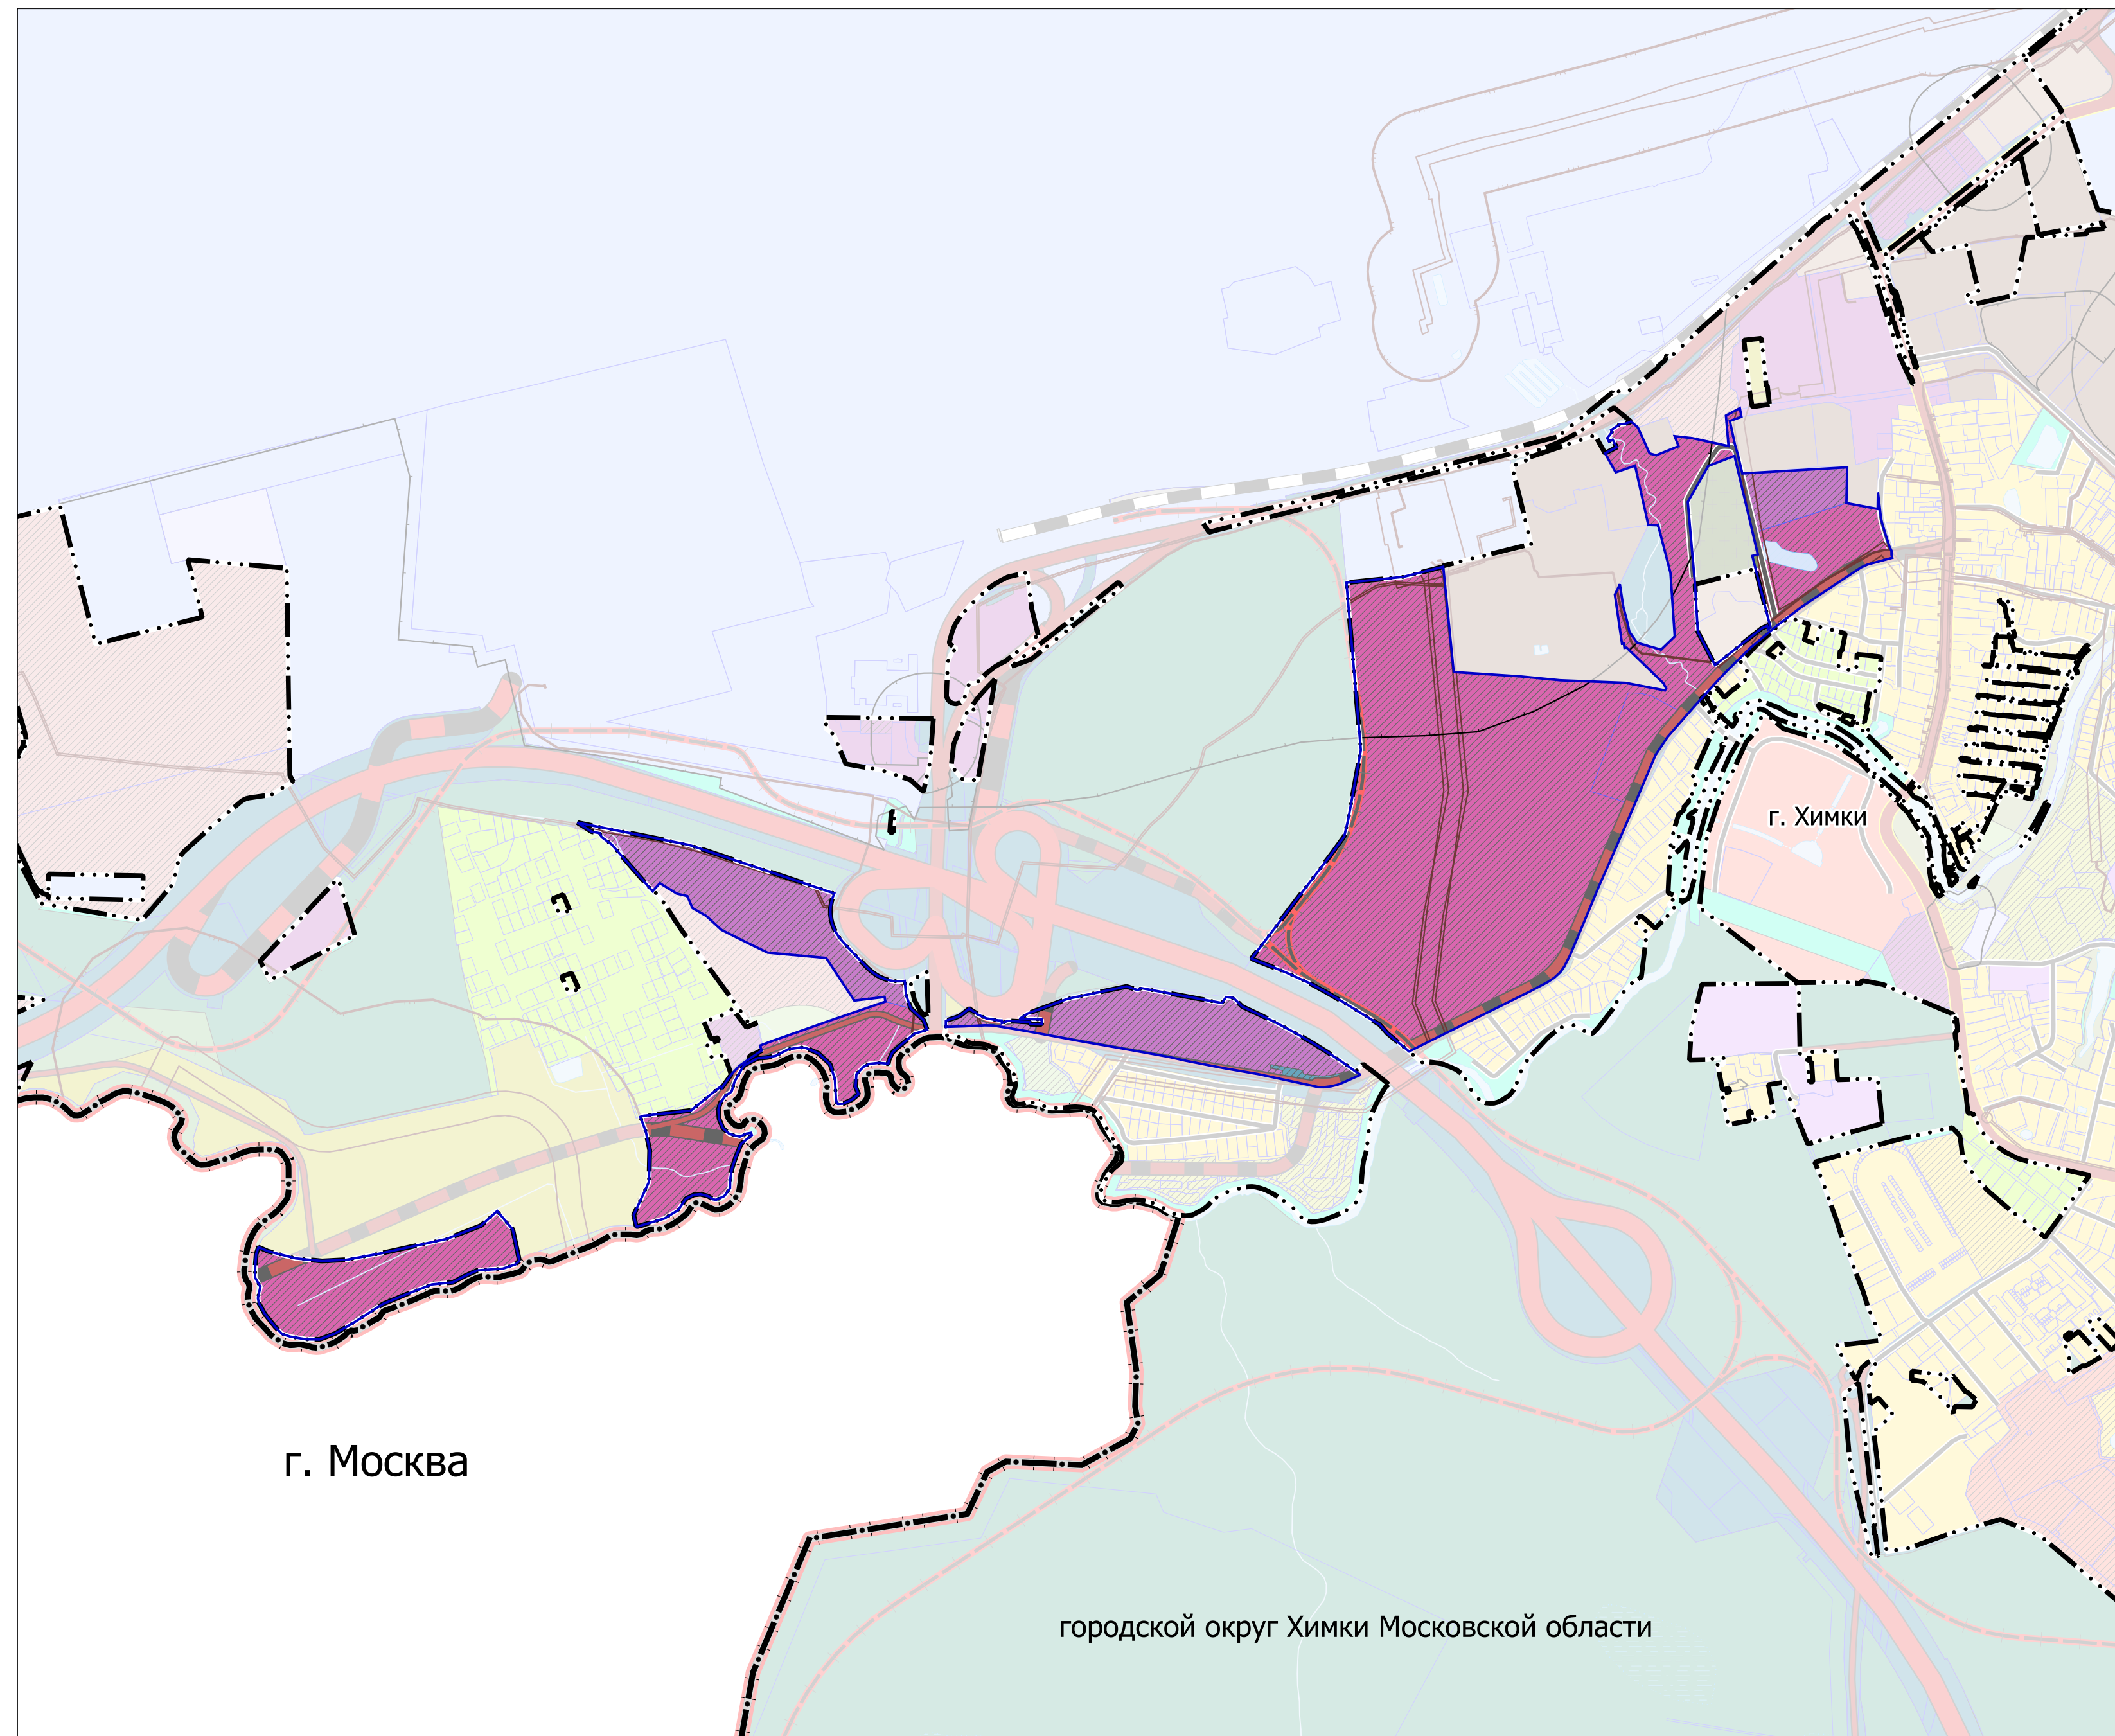 г. Химки
г. Москва
городской округ Химки Московской области